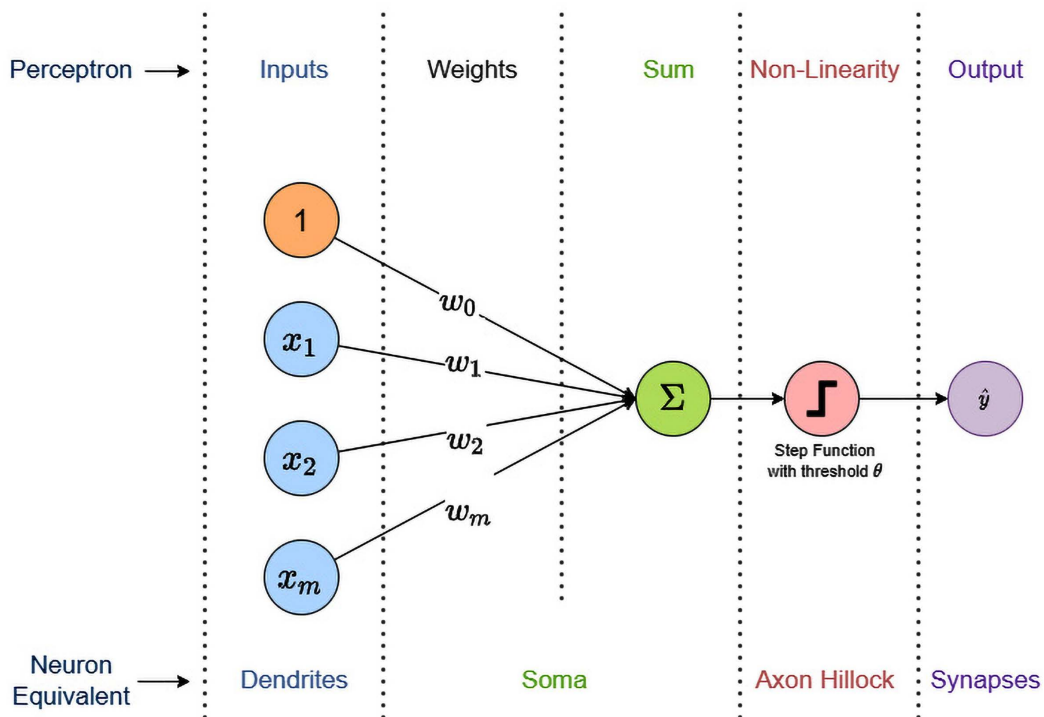 Perceptron
Inputs
Weights
Sum
Non-Linearity
Output
1
w₀
x₁
w₁
Σ
ŷ
Step Function
with threshold θ
x₂
w₂
wₘ
xₘ
Neuron
Equivalent
Dendrites
Soma
Axon Hillock
Synapses